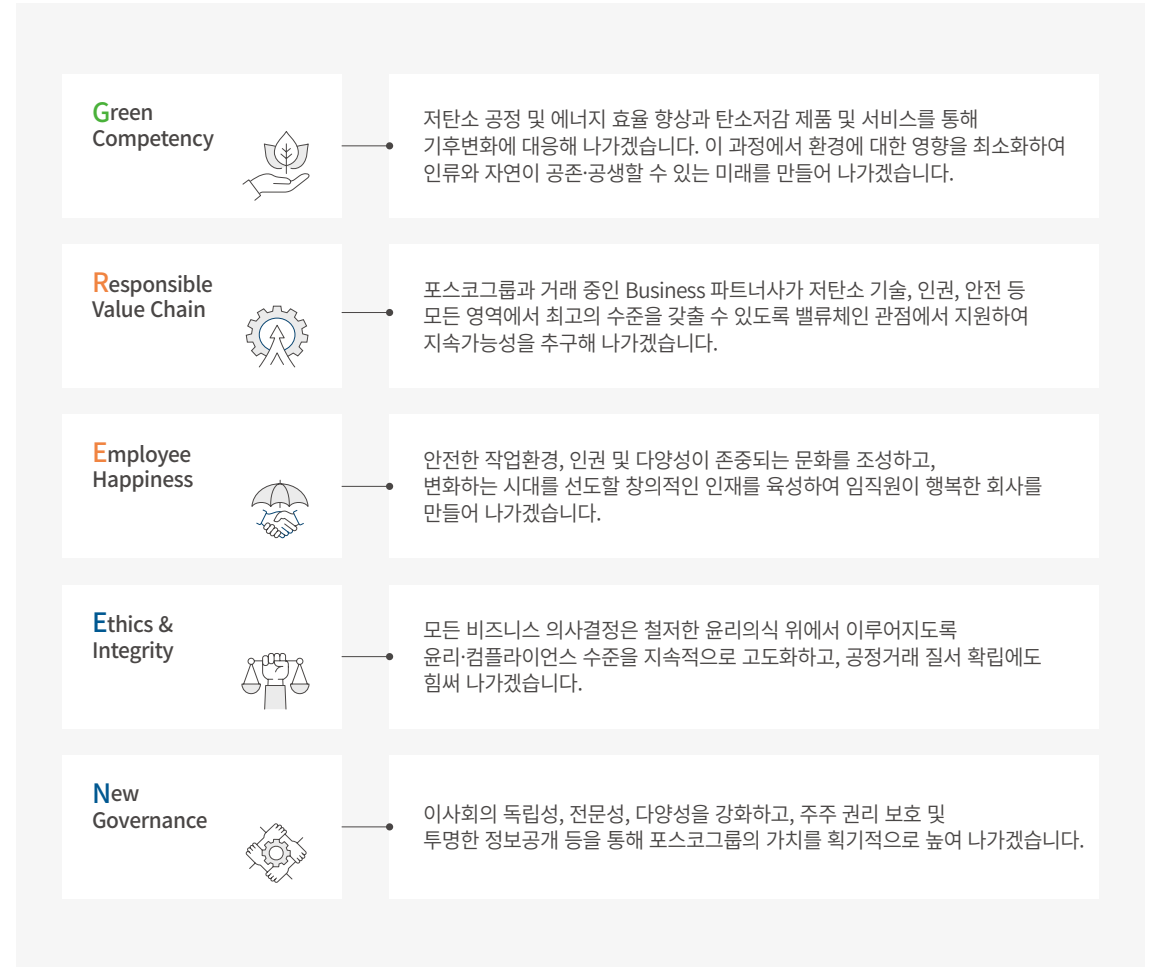 Green
Competency
저탄소 공정 및 에너지 효율 향상과 탄소저감 제품 및 서비스를 통해
기후변화에 대응해 나가겠습니다. 이 과정에서 환경에 대한 영향을 최소화하여
인류와 자연이 공존·공생할 수 있는 미래를 만들어 나가겠습니다.
Responsible
Value Chain
포스코그룹과 거래 중인 Business 파트너사가 저탄소 기술, 인권, 안전 등
모든 영역에서 최고의 수준을 갖출 수 있도록 밸류체인 관점에서 지원하여
지속가능성을 추구해 나가겠습니다.
Employee
Happiness
안전한 작업환경, 인권 및 다양성이 존중되는 문화를 조성하고,
변화하는 시대를 선도할 창의적인 인재를 육성하여 임직원이 행복한 회사를
만들어 나가겠습니다.
Ethics &
Integrity
모든 비즈니스 의사결정은 철저한 윤리의식 위에서 이루어지도록
윤리·컴플라이언스 수준을 지속적으로 고도화하고, 공정거래 질서 확립에도
힘써 나가겠습니다.
New
Governance
이사회의 독립성, 전문성, 다양성을 강화하고, 주주 권리 보호 및
투명한 정보공개 등을 통해 포스코그룹의 가치를 획기적으로 높여 나가겠습니다.